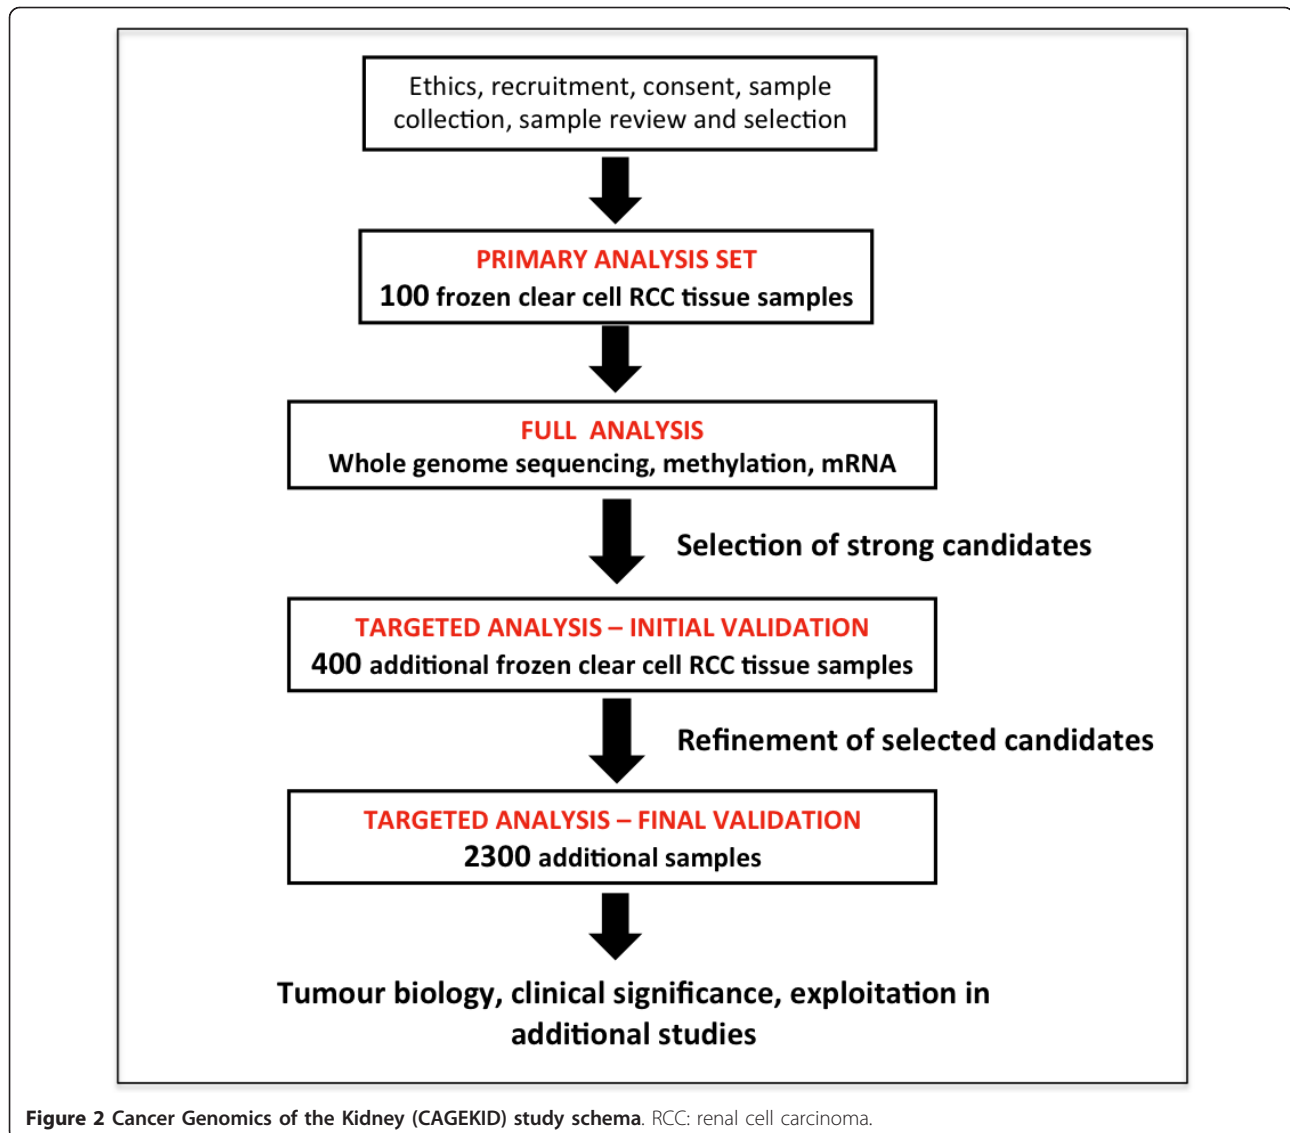 Ethics, recruitment, consent, sample
collection, sample review and selection
PRIMARY ANALYSIS SET
100 frozen clear cell RCC tissue samples
FULL ANALYSIS
Whole genome sequencing, methylation, mRNA
Selection of strong candidates
TARGETED ANALYSIS – INITIAL VALIDATION
400 additional frozen clear cell RCC tissue samples
Refinement of selected candidates
TARGETED ANALYSIS – FINAL VALIDATION
2300 additional samples
Tumour biology, clinical significance, exploitation in
additional studies
Figure 2 Cancer Genomics of the Kidney (CAGEKID) study schema. RCC: renal cell carcinoma.